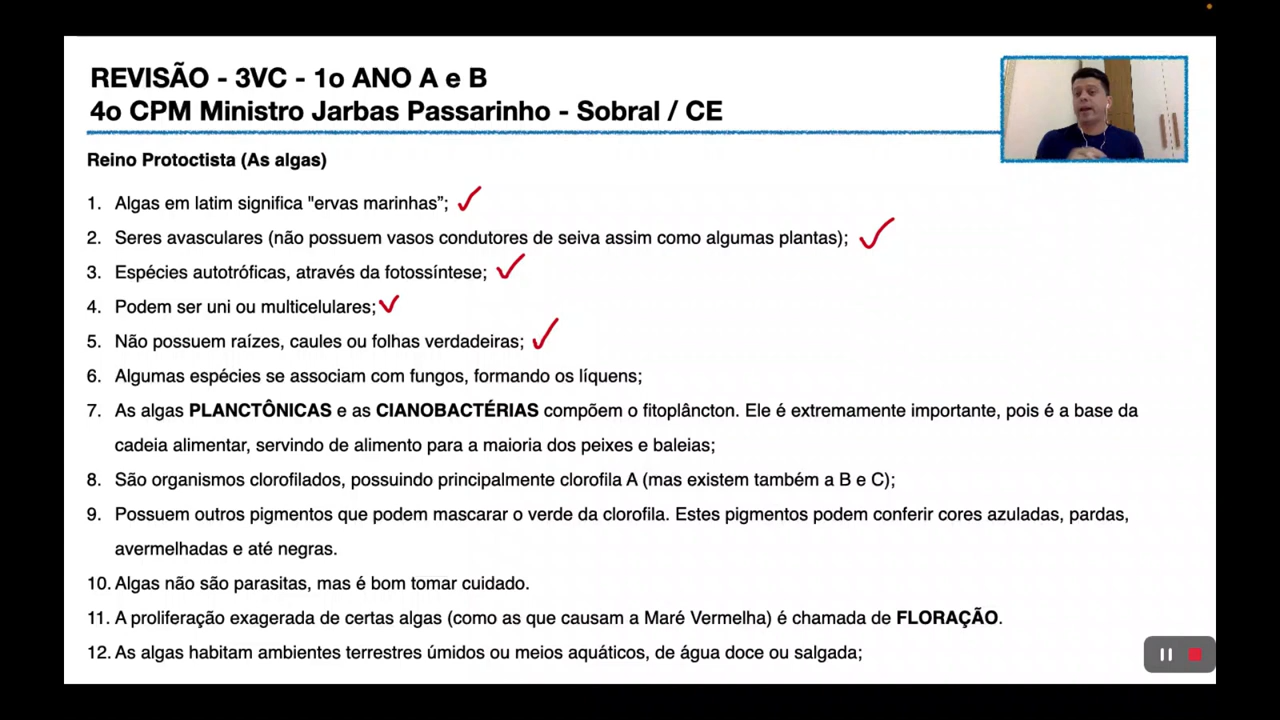 REVISÃO - 3VC - 1o ANO A e B
4o CPM Ministro Jarbas Passarinho - Sobral / CE
Reino Protoctista (As algas)
1. Algas em latim significa "ervas marinhas”;
2. Seres avasculares (não possuem vasos condutores de seiva assim como algumas plantas);
3. Espécies autotróficas, através da fotossíntese;
4. Podem ser uni ou multicelulares;
5. Não possuem raízes, caules ou folhas verdadeiras;
6. Algumas espécies se associam com fungos, formando os líquens;
7. As algas PLANCTÔNICAS e as CIANOBACTÉRIAS compõem o fitoplâncton. Ele é extremamente importante, pois é a base da
cadeia alimentar, servindo de alimento para a maioria dos peixes e baleias;
8. São organismos clorofilados, possuindo principalmente clorofila A (mas existem também a B e C);
9. Possuem outros pigmentos que podem mascarar o verde da clorofila. Estes pigmentos podem conferir cores azuladas, pardas,
avermelhadas e até negras.
10. Algas não são parasitas, mas é bom tomar cuidado.
11. A proliferação exagerada de certas algas (como as que causam a Maré Vermelha) é chamada de FLORAÇÃO.
12. As algas habitam ambientes terrestres úmidos ou meios aquáticos, de água doce ou salgada;